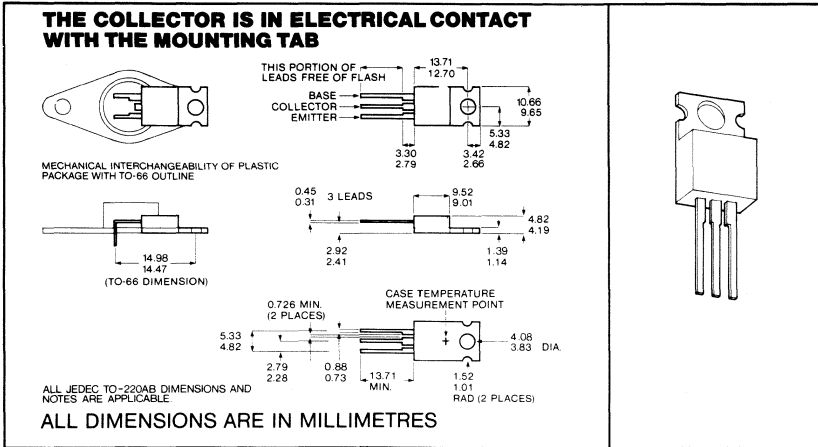 THE COLLECTOR IS IN ELECTRICAL CONTACT
WITH THE MOUNTING TAB
THIS PORTION OF
LEADS FREE OF FLASH
13.71
12.70
BASE
COLLECTOR
EMITTER
10.66
9.65
5.33
4.82
3.30
2.79
3.42
2.66
MECHANICAL INTERCHANGEABILITY OF PLASTIC
PACKAGE WITH TO-66 OUTLINE
0.45
0.31
3 LEADS
9.52
9.01
4.82
4.19
2.92
2.41
1.39
1.14
14.98
14.47
(TO-66 DIMENSION)
0.726 MIN.
(2 PLACES)
CASE TEMPERATURE
MEASUREMENT POINT
5.33
4.82
4.08
3.83 DIA.
2.79
2.28
0.88
0.73
13.71
MIN.
1.52
1.01
RAD (2 PLACES)
ALL JEDEC TO-220AB DIMENSIONS AND
NOTES ARE APPLICABLE.
ALL DIMENSIONS ARE IN MILLIMETRES